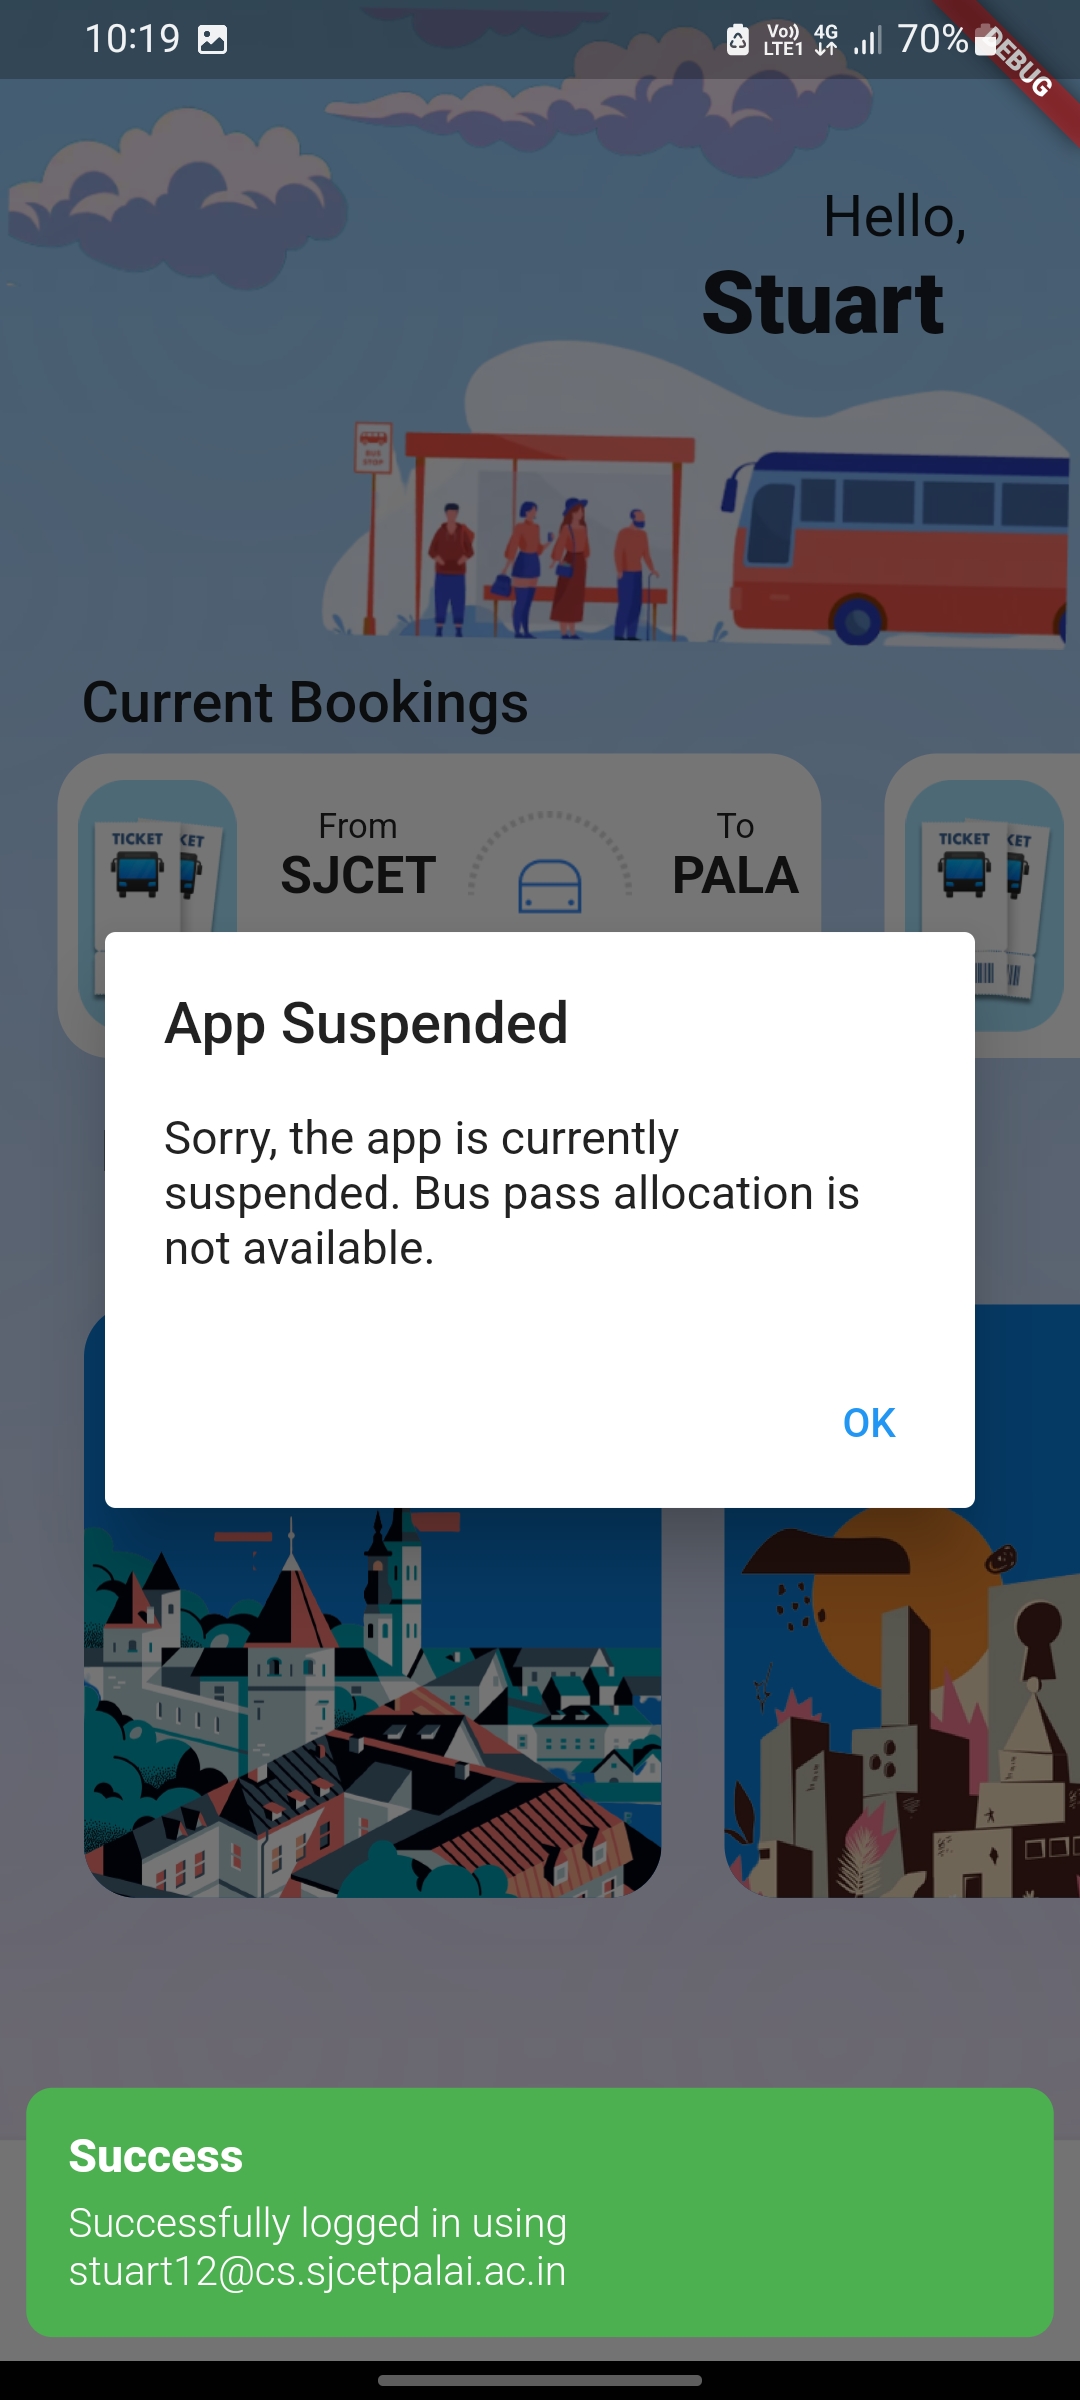 10:19
Vo)) LTE1 4G 70%
DEBUG
Hello,
Stuart
BUS
STOP
Current Bookings
TICKET
KET
From
SJCET
To
PALA
TICKET
KET
App Suspended
Sorry, the app is currently
suspended. Bus pass allocation is
not available.
OK
Success
Successfully logged in using
stuart12@cs.sjcetpalai.ac.in